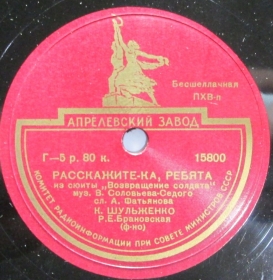 Бесшеллачная
ПХВ-п
АПРЕЛЕВСКИЙ ЗАВОД
Г—5 р. 80 к.
15800
РАССКАЖИТЕ-КА, РЕБЯТА
из сюиты „Возвращение солдата"
муз. В. Соловьева-Седого
сл. А. Фатьянова
К. ШУЛЬЖЕНКО
Р.Е.Брановская
(ф-но)
КОМИТЕТ РАДИОИНФОРМАЦИИ ПРИ СОВЕТЕ МИНИСТРОВ СССР